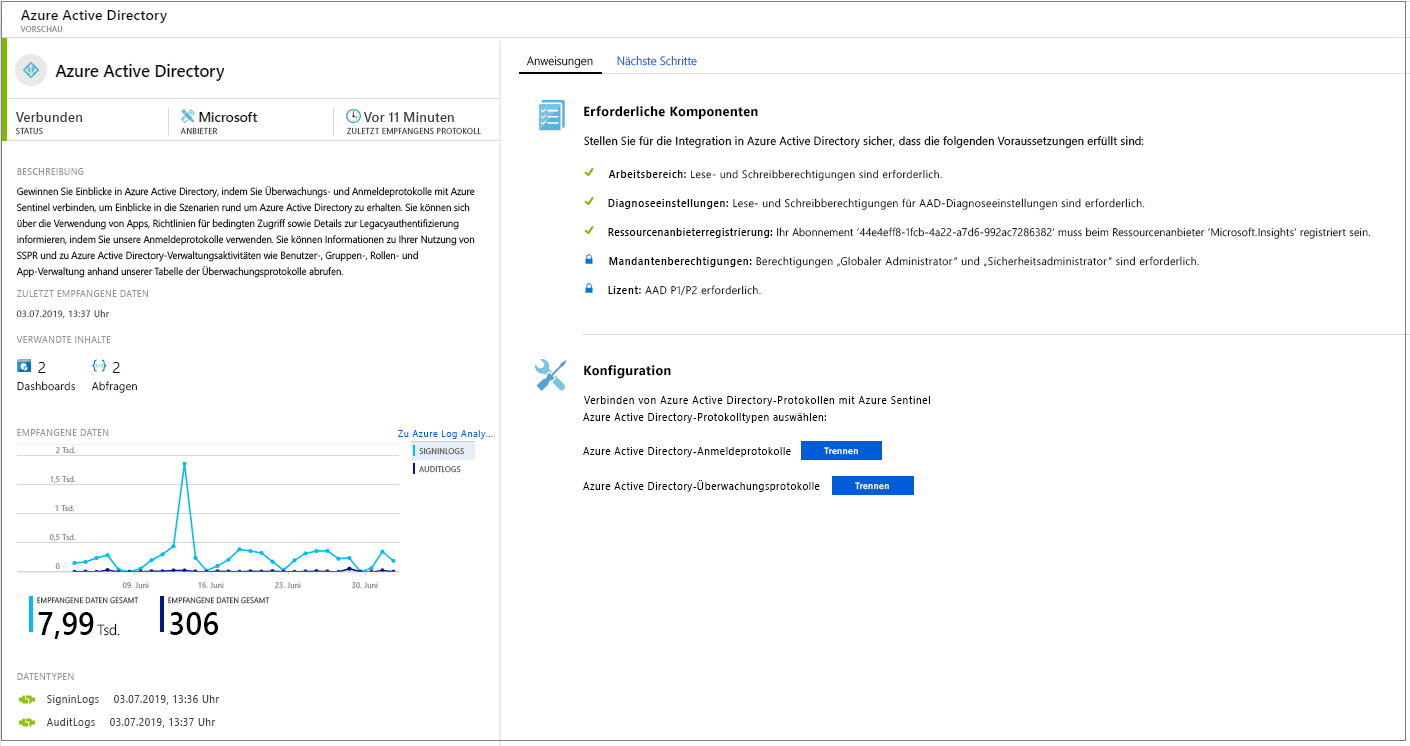 Azure Active Directory
VORSCHAU
Azure Active Directory
Verbunden
STATUS
Microsoft
ANBIETER
Vor 11 Minuten
ZULETZT EMPFANGENS PROTOKOLL
BESCHREIBUNG
Gewinnen Sie Einblicke in Azure Active Directory, indem Sie Überwachungs- und Anmeldeprotokolle mit Azure
Sentinel verbinden, um Einblicke in die Szenarien rund um Azure Active Directory zu erhalten. Sie können sich
über die Verwendung von Apps, Richtlinien für bedingten Zugriff sowie Details zur Legacyauthentifizierung
informieren, indem Sie unsere Anmeldeprotokolle verwenden. Sie können Informationen zu Ihrer Nutzung von
SSPR und zu Azure Active Directory-Verwaltungsaktivitäten wie Benutzer-, Gruppen-, Rollen- und
App-Verwaltung anhand unserer Tabelle der Überwachungsprotokolle abrufen.
ZULETZT EMPFANGENE DATEN
03.07.2019, 13:37 Uhr
VERWANDTE INHALTE
2
Dashboards
2
Abfragen
EMPFANGENE DATEN
Zu Azure Log Analy...
SIGNINLOGS
AUDITLOGS
2 Tsd.
1,5 Tsd.
1 Tsd.
0,5 Tsd.
0
09. Juni
16. Juni
23. Juni
30. Juni
EMPFANGENE DATEN GESAMT
7,99 Tsd.
EMPFANGENE DATEN GESAMT
306
DATENTYPEN
SigninLogs 03.07.2019, 13:36 Uhr
AuditLogs 03.07.2019, 13:37 Uhr
Anweisungen
Nächste Schritte
Erforderliche Komponenten
Stellen Sie für die Integration in Azure Active Directory sicher, dass die folgenden Voraussetzungen erfüllt sind:
Arbeitsbereich: Lese- und Schreibberechtigungen sind erforderlich.
Diagnoseeinstellungen: Lese- und Schreibberechtigungen für AAD-Diagnoseeinstellungen sind erforderlich.
Ressourcenanbieterregistrierung: Ihr Abonnement '44e4eff8-1fcb-4a22-a7d6-992ac7286382' muss beim Ressourcenanbieter 'Microsoft.Insights' registriert sein.
Mandantenberechtigungen: Berechtigungen „Globaler Administrator" und „Sicherheitsadministrator" sind erforderlich.
Lizent: AAD P1/P2 erforderlich.
Konfiguration
Verbinden von Azure Active Directory-Protokollen mit Azure Sentinel
Azure Active Directory-Protokolltypen auswählen:
Azure Active Directory-Anmeldeprotokolle
Trennen
Azure Active Directory-Überwachungsprotokolle
Trennen